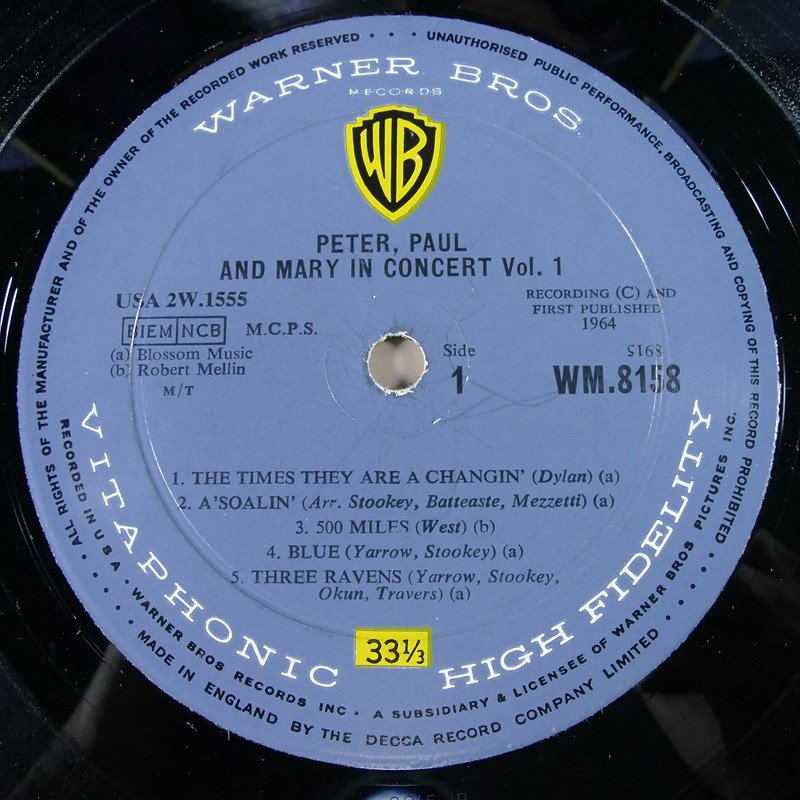 ALL RIGHTS OF THE MANUFACTURER AND OF THE OWNER OF THE RECORDED WORK RESERVED · · · UNAUTHORISED PUBLIC PERFORMANCE, BROADCASTING AND COPYING OF THIS RECORD PROHIBITED
WARNER BROS
RECORDS
WB
PETER, PAUL
AND MARY IN CONCERT Vol. 1
USA 2W.1555
BIEM NCB M.C.P.S.
(a) Blossom Music
(b) Robert Mellin
M/T
RECORDING (C) AND
FIRST PUBLISHED
1964
Side
1
WM.8158
1. THE TIMES THEY ARE A CHANGIN' (Dylan) (a)
2. A'SOALIN' (Arr. Stookey, Batteaste, Mezzetti) (a)
3. 500 MILES (West) (b)
4. BLUE (Yarrow, Stookey) (a)
5. THREE RAVENS (Yarrow, Stookey,
Okun, Travers) (a)
VITAPHONIC HIGH FIDELITY
33⅓
RECORDED IN U.S.A · WARNER BROS RECORDS INC · A SUBSIDIARY & LICENSEE OF WARNER BROS PICTURES INC.
MADE IN ENGLAND BY THE DECCA RECORD COMPANY LIMITED